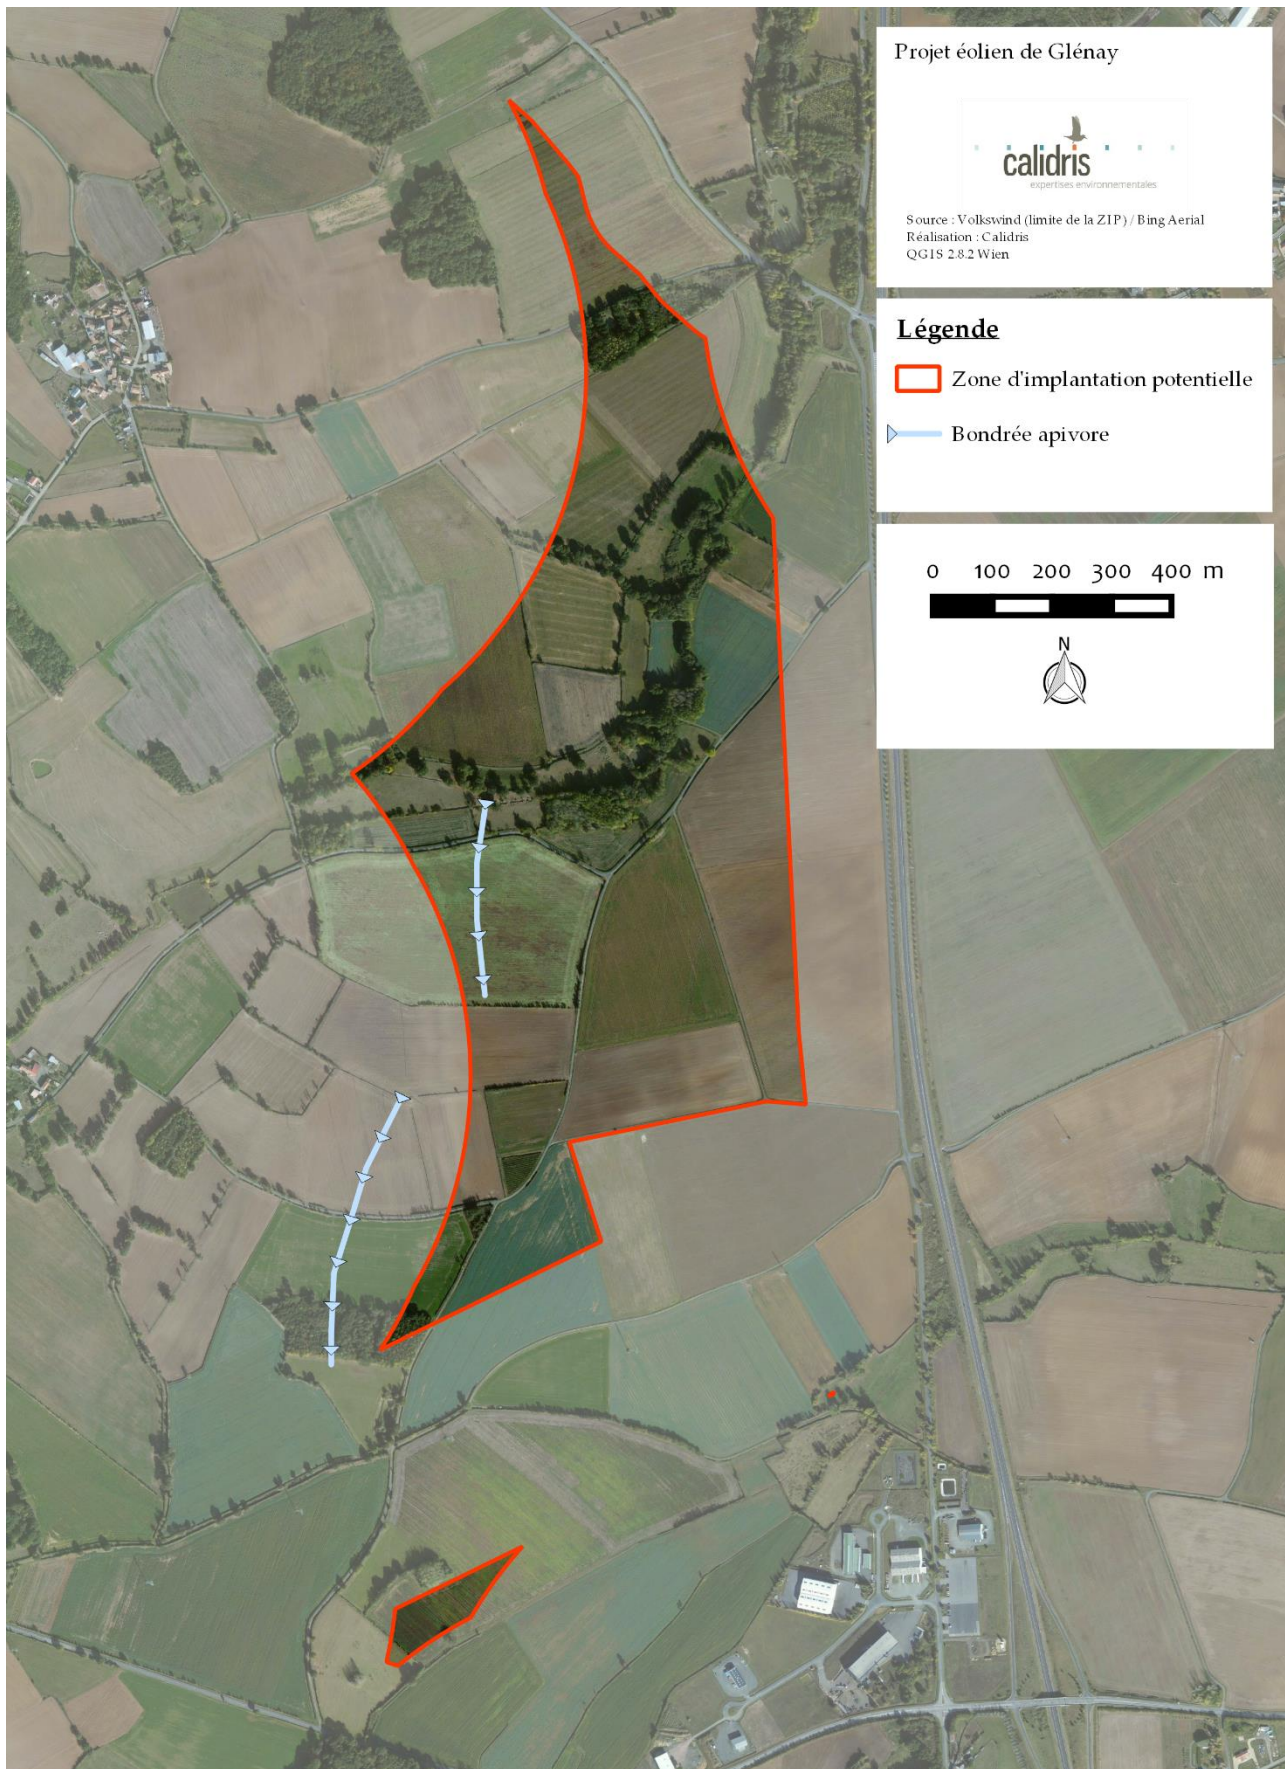 Projet éolien de Glénay
calidris
expertises environnementales
Source : Volkswind (limite de la ZIP) / Bing Aerial
Réalisation : Calidris
QGIS 2.8.2 Wien
Légende
Zone d'implantation potentielle
Bondrée apivore
0 100 200 300 400 m
N